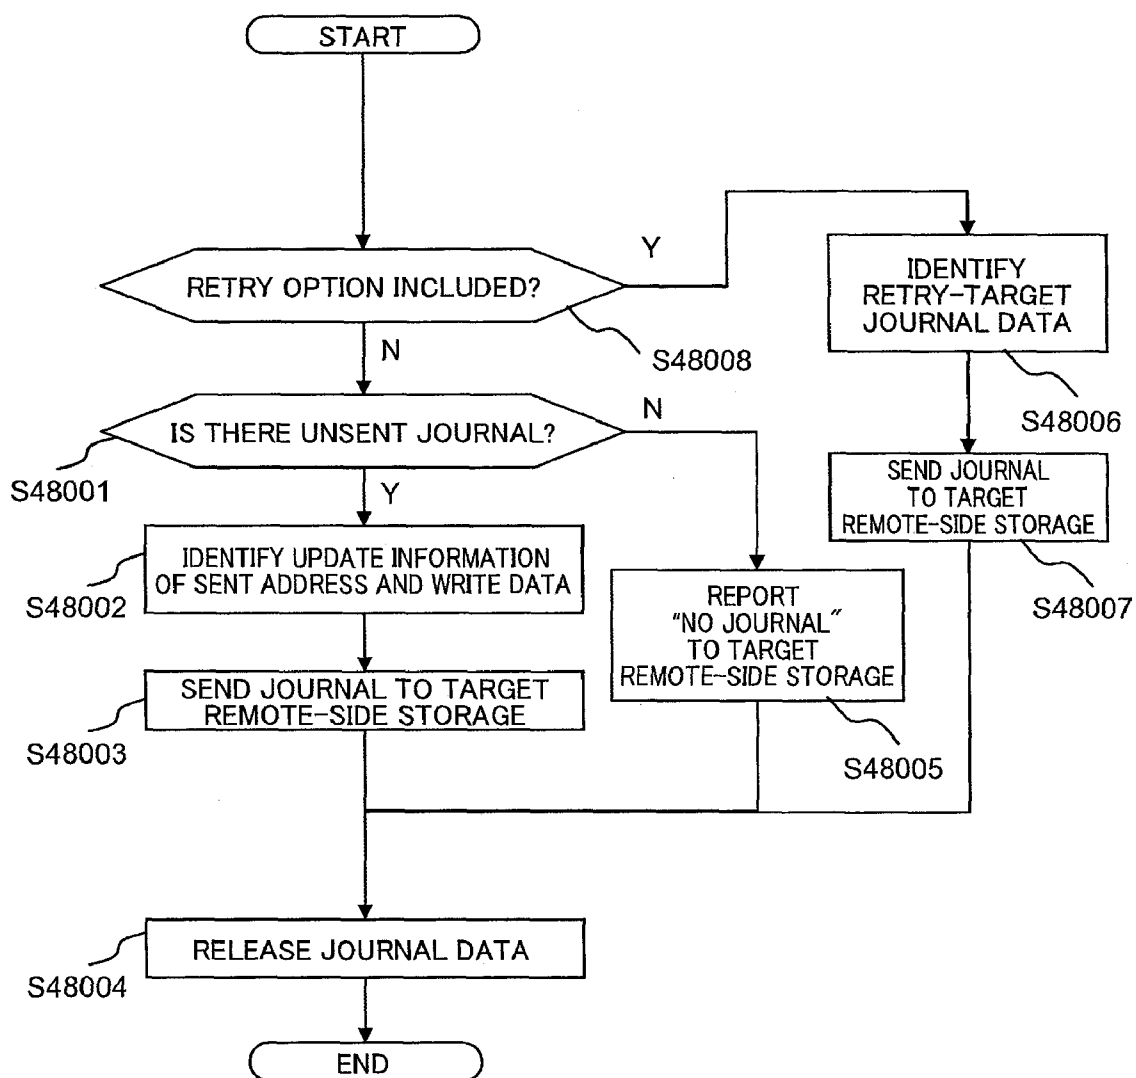 START
RETRY OPTION INCLUDED?
Y
N
S48008
IDENTIFY
RETRY-TARGET
JOURNAL DATA
S48006
IS THERE UNSENT JOURNAL?
N
Y
S48001
SEND JOURNAL
TO TARGET
REMOTE-SIDE STORAGE
S48007
IDENTIFY UPDATE INFORMATION
OF SENT ADDRESS AND WRITE DATA
S48002
REPORT
“NO JOURNAL”
TO TARGET
REMOTE-SIDE STORAGE
S48005
SEND JOURNAL TO TARGET
REMOTE-SIDE STORAGE
S48003
RELEASE JOURNAL DATA
S48004
END